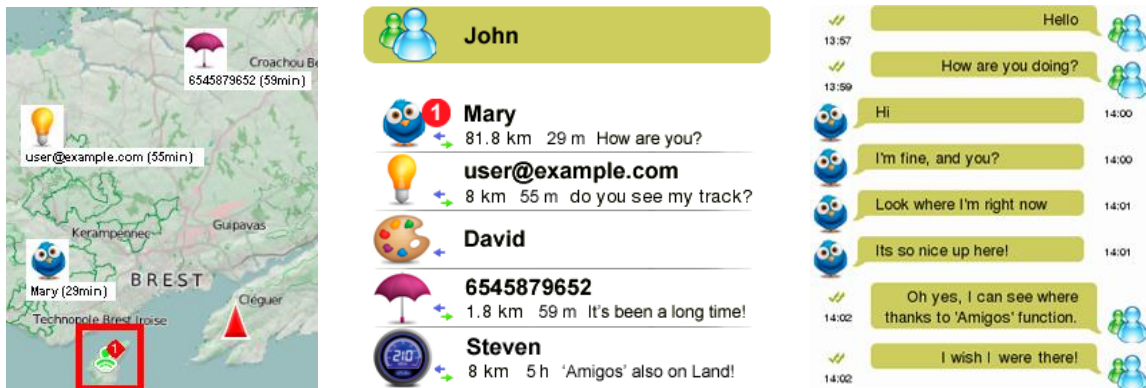 Croachou Be
6545879652 (59min)
user@example.com (55min)
Kerampennec
Guipavas
Mary (29min)
BREST
Technopole Brest Iroise
Cléguer
1
John
1
Mary
81.8 km 29 m How are you?
user@example.com
8 km 55 m do you see my track?
David
6545879652
1.8 km 59 m It's been a long time!
210
Steven
8 km 5 h ‘Amigos’ also on Land!
Hello
13:57
How are you doing?
13:59
Hi
14:00
I'm fine, and you?
14:00
Look where I'm right now
14:01
Its so nice up here!
14:01
Oh yes, I can see where
thanks to 'Amigos' function.
14:02
I wish I were there!
14:02